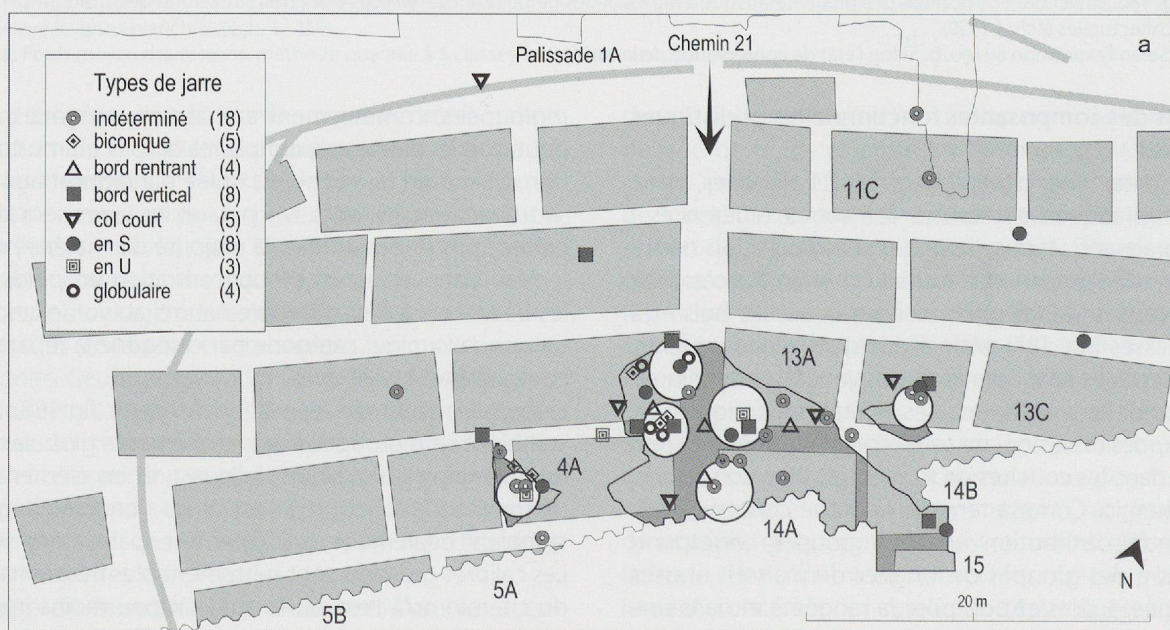 a
Palissade 1A
Chemin 21
Types de jarre
indéterminé (18)
biconique (5)
bord rentrant (4)
bord vertical (8)
col court (5)
en S (8)
en U (3)
globulaire (4)
11C
13A
13C
4A
14B
14A
15
5A
5B
N
20 m